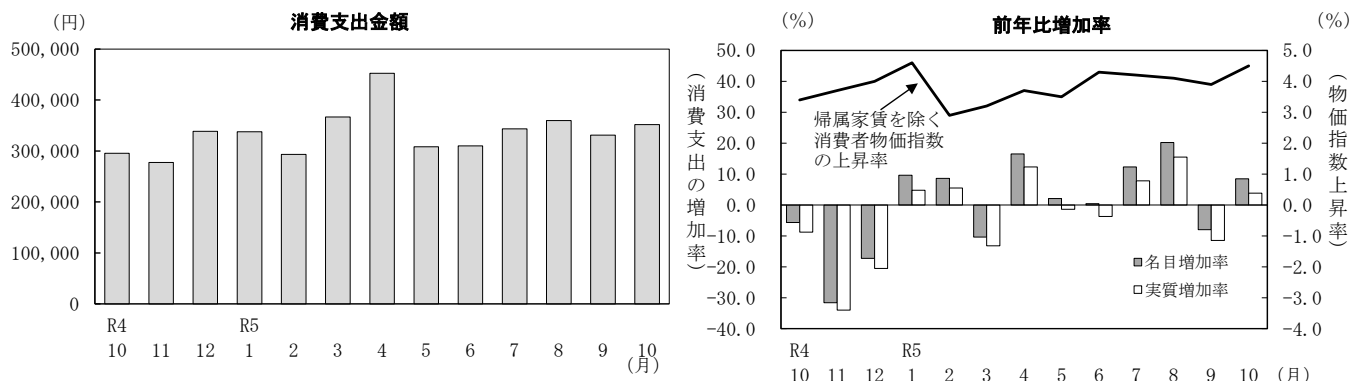 消費支出金額
（円）
500,000
400,000
300,000
200,000
100,000
0
R4 R5
10 11 12 1 2 3 4 5 6 7 8 9 10
（月）
前年比増加率
（%） （%）
50.0
40.0
30.0
20.0
10.0
0.0
-10.0
-20.0
-30.0
-40.0
（消費支出の増加率）
帰属家賃を除く
消費者物価指数
の上昇率
名目増加率
実質増加率
5.0
4.0
3.0
2.0
1.0
0.0
-1.0
-2.0
-3.0
-4.0
（物価指数上昇率）
R4 R5
10 11 12 1 2 3 4 5 6 7 8 9 10 （月）